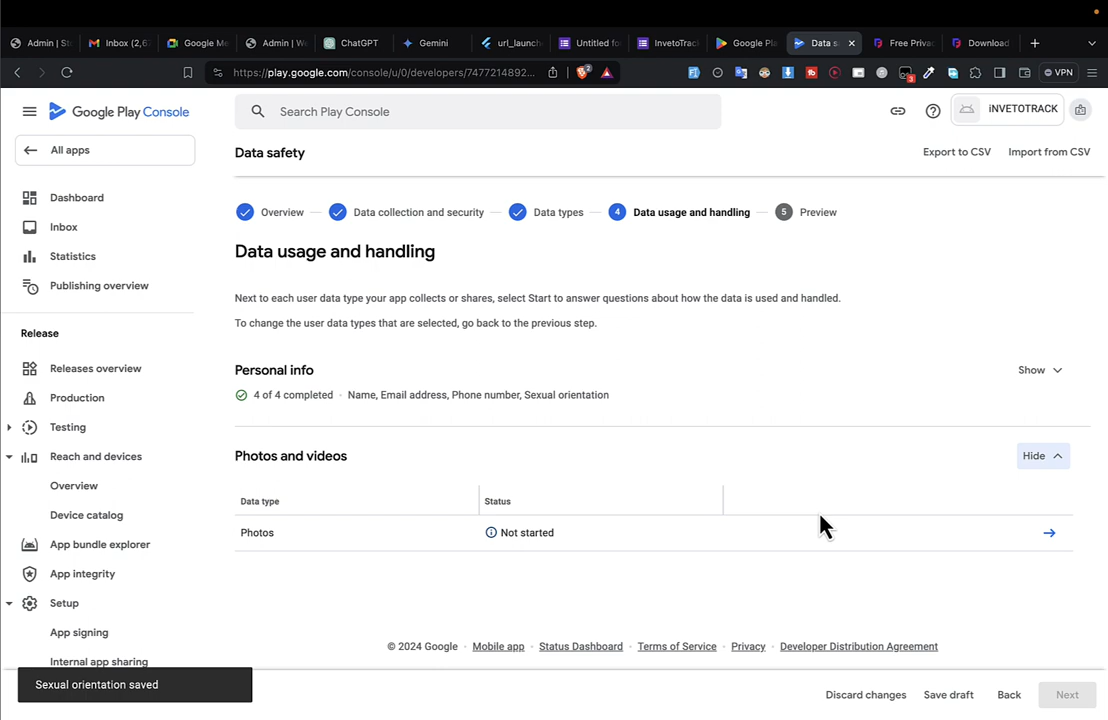 Admin | St
Inbox (2,6
Google Me
Admin | W
ChatGPT
Gemini
url_launch
Untitled fo
InvetoTrac
Google Pla
Data s
Free Privac
Download
https://play.google.com/console/u/0/developers/7477214892...
2
3
VPN
Google Play Console
Search Play Console
iNVETOTRACK
All apps
Data safety
Export to CSV
Import from CSV
Dashboard
Inbox
Statistics
Publishing overview
Release
Releases overview
Production
Testing
Reach and devices
Overview
Device catalog
App bundle explorer
App integrity
Setup
App signing
Internal app sharing
Overview
Data collection and security
Data types
4 Data usage and handling
5 Preview
Data usage and handling
Next to each user data type your app collects or shares, select Start to answer questions about how the data is used and handled.
To change the user data types that are selected, go back to the previous step.
Personal info
Show
4 of 4 completed · Name, Email address, Phone number, Sexual orientation
Photos and videos
Hide
Data type
Status
Photos
Not started
© 2024 Google · Mobile app · Status Dashboard · Terms of Service · Privacy · Developer Distribution Agreement
Sexual orientation saved
Discard changes
Save draft
Back
Next